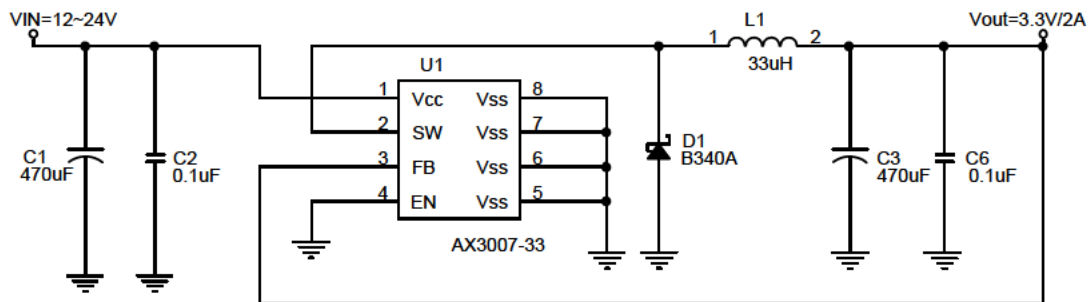 VIN=12~24V
Vout=3.3V/2A
L1
1 2
33uH
U1
1 Vcc Vss 8
2 SW Vss 7
3 FB Vss 6
4 EN Vss 5
AX3007-33
C1
470uF
C2
0.1uF
D1
B340A
C3
470uF
C6
0.1uF